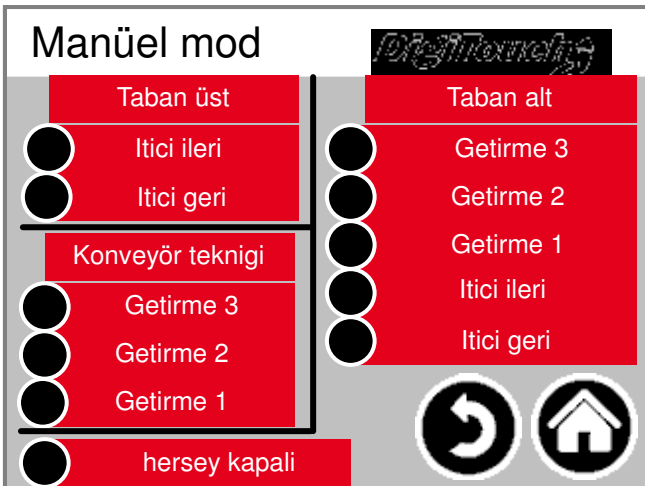 Manüel mod
DigiTouch
Taban üst
Itici ileri
Itici geri
Konveyör teknigi
Getirme 3
Getirme 2
Getirme 1
hersey kapali
Taban alt
Getirme 3
Getirme 2
Getirme 1
Itici ileri
Itici geri